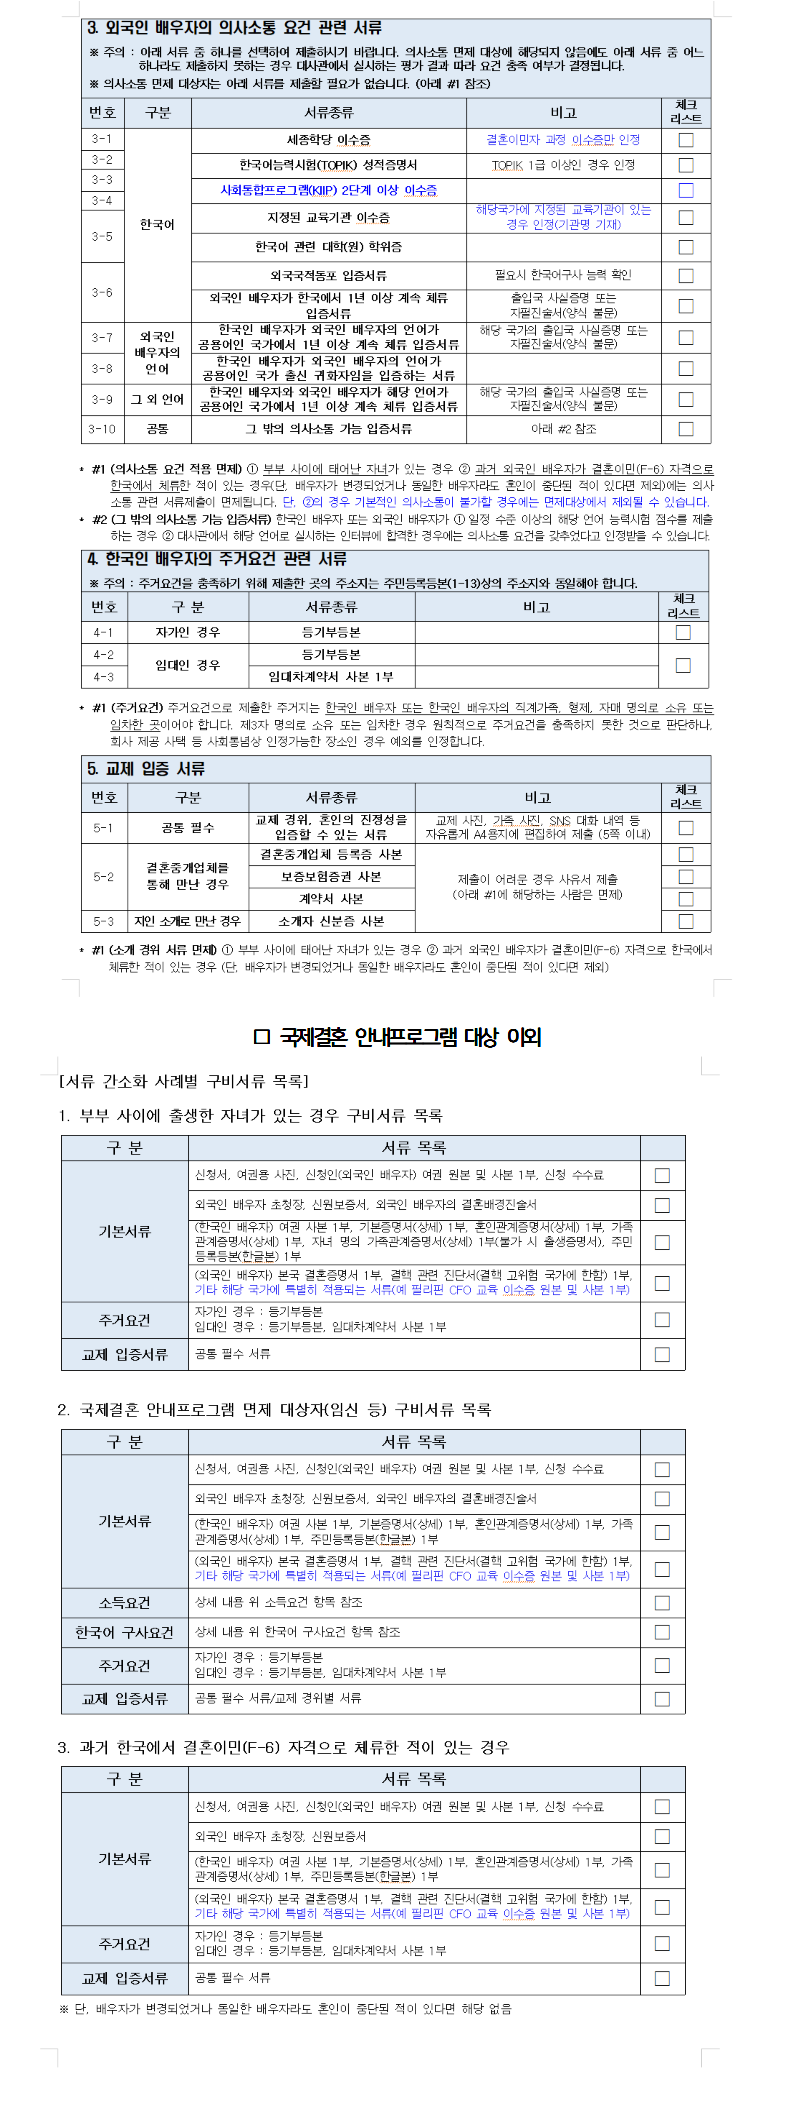 3. 외국인 배우자의 의사소통 요건 관련 서류
※ 주의 : 아래 서류 중 하나를 선택하여 제출하시기 바랍니다. 의사소통 면제 대상에 해당되지 않음에도 아래 서류 중 어느
하나라도 제출하지 못하는 경우 대사관에서 실시하는 평가 결과 따라 요건 충족 여부가 결정됩니다.
※ 의사소통 면제 대상자는 아래 서류를 제출할 필요가 없습니다. (아래 #1 참조)
번호 구분 서류종류 비고 체크
리스트
3-1 세종학당 이수증 결혼이민자 과정 이수증만 인정 □
3-2 한국어능력시험(TOPIK) 성적증명서 TOPIK 1급 이상인 경우 인정 □
3-3 사회통합프로그램(KIIP) 2단계 이상 이수증 □
3-4 지정된 교육기관 이수증 해당국가에 지정된 교육기관이 있는
경우 인정(기관명 기재) □
한국어
3-5 한국어 관련 대학(원) 학위증 □
외국국적동포 입증서류 필요시 한국어구사 능력 확인 □
3-6 외국인 배우자가 한국에서 1년 이상 계속 체류
입증서류 출입국 사실증명 또는
자필진술서(양식 불문) □
3-7 외국인
배우자의
언어 한국인 배우자가 외국인 배우자의 언어가
공용어인 국가에서 1년 이상 계속 체류 입증서류 해당 국가의 출입국 사실증명 또는
자필진술서(양식 불문) □
3-8 한국인 배우자가 외국인 배우자의 언어가
공용어인 국가 출신 귀화자임을 입증하는 서류 □
3-9 그 외 언어 한국인 배우자와 외국인 배우자가 해당 언어가
공용어인 국가에서 1년 이상 계속 체류 입증서류 해당 국가의 출입국 사실증명 또는
자필진술서(양식 불문) □
3-10 공통 그 밖의 의사소통 가능 입증서류 아래 #2 참조 □
* #1 (의사소통 요건 적용 면제) ① 부부 사이에 태어난 자녀가 있는 경우 ② 과거 외국인 배우자가 결혼이민(F-6) 자격으로
한국에서 체류한 적이 있는 경우(단, 배우자가 변경되었거나 동일한 배우자라도 혼인이 중단된 적이 있다면 제외)에는 의사
소통 관련 서류제출이 면제됩니다. 단, ②의 경우 기본적인 의사소통이 불가할 경우에는 면제대상에서 제외될 수 있습니다.
* #2 (그 밖의 의사소통 가능 입증서류) 한국인 배우자 또는 외국인 배우자가 ① 일정 수준 이상의 해당 언어 능력시험 점수를 제출
하는 경우 ② 대사관에서 해당 언어로 실시하는 인터뷰에 합격한 경우에는 의사소통 요건을 갖추었다고 인정받을 수 있습니다.
4. 한국인 배우자의 주거요건 관련 서류
※ 주의 : 주거요건을 충족하기 위해 제출한 곳의 주소지는 주민등록등본(1-13)상의 주소지와 동일해야 합니다.
번호 구 분 서류종류 비고 체크
리스트
4-1 자가인 경우 등기부등본 □
4-2 임대인 경우 등기부등본 □
4-3 임대차계약서 사본 1부
* #1 (주거요건) 주거요건으로 제출한 주거지는 한국인 배우자 또는 한국인 배우자의 직계가족, 형제, 자매 명의로 소유 또는
임차한 곳이어야 합니다. 제3자 명의로 소유 또는 임차한 경우 원칙적으로 주거요건을 충족하지 못한 것으로 판단하나,
회사 제공 사택 등 사회통념상 인정가능한 장소인 경우 예외를 인정합니다.
5. 교제 입증 서류
번호 구분 서류종류 비고 체크
리스트
5-1 공통 필수 교제 경위, 혼인의 진정성을
입증할 수 있는 서류 교제 사진, 가족 사진, SNS 대화 내역 등
자유롭게 A4용지에 편집하여 제출 (5쪽 이내) □
5-2 결혼중개업체를
통해 만난 경우 결혼중개업체 등록증 사본 □
보증보험증권 사본 □
계약서 사본 □
제출이 어려운 경우 사유서 제출
(아래 #1에 해당하는 사람은 면제)
5-3 지인 소개로 만난 경우 소개자 신분증 사본 □
* #1 (소개 경위 서류 면제) ① 부부 사이에 태어난 자녀가 있는 경우 ② 과거 외국인 배우자가 결혼이민(F-6) 자격으로 한국에서
체류한 적이 있는 경우 (단, 배우자가 변경되었거나 동일한 배우자라도 혼인이 중단된 적이 있다면 제외)
□ 국제결혼 안내프로그램 대상 이외
[서류 간소화 사례별 구비서류 목록]
1. 부부 사이에 출생한 자녀가 있는 경우 구비서류 목록
구 분 서류 목록
기본서류 신청서, 여권용 사진, 신청인(외국인 배우자) 여권 원본 및 사본 1부, 신청 수수료 □
외국인 배우자 초청장, 신원보증서, 외국인 배우자의 결혼배경진술서 □
(한국인 배우자) 여권 사본 1부, 기본증명서(상세) 1부, 혼인관계증명서(상세) 1부, 가족
관계증명서(상세) 1부, 자녀 명의 가족관계증명서(상세) 1부(불가 시 출생증명서), 주민
등록등본(한글본) 1부 □
(외국인 배우자) 본국 결혼증명서 1부, 결핵 관련 진단서(결핵 고위험 국가에 한함) 1부,
기타 해당 국가에 특별히 적용되는 서류(예 필리핀 CFO 교육 이수증 원본 및 사본 1부) □
주거요건 자가인 경우 : 등기부등본
임대인 경우 : 등기부등본, 임대차계약서 사본 1부 □
교제 입증서류 공통 필수 서류 □
2. 국제결혼 안내프로그램 면제 대상자(임신 등) 구비서류 목록
구 분 서류 목록
기본서류 신청서, 여권용 사진, 신청인(외국인 배우자) 여권 원본 및 사본 1부, 신청 수수료 □
외국인 배우자 초청장, 신원보증서, 외국인 배우자의 결혼배경진술서 □
(한국인 배우자) 여권 사본 1부, 기본증명서(상세) 1부, 혼인관계증명서(상세) 1부, 가족
관계증명서(상세) 1부, 주민등록등본(한글본) 1부 □
(외국인 배우자) 본국 결혼증명서 1부, 결핵 관련 진단서(결핵 고위험 국가에 한함) 1부,
기타 해당 국가에 특별히 적용되는 서류(예 필리핀 CFO 교육 이수증 원본 및 사본 1부) □
소득요건 상세 내용 위 소득요건 항목 참조 □
한국어 구사요건 상세 내용 위 한국어 구사요건 항목 참조 □
주거요건 자가인 경우 : 등기부등본
임대인 경우 : 등기부등본, 임대차계약서 사본 1부 □
교제 입증서류 공통 필수 서류/교제 경위별 서류 □
3. 과거 한국에서 결혼이민(F-6) 자격으로 체류한 적이 있는 경우
구 분 서류 목록
기본서류 신청서, 여권용 사진, 신청인(외국인 배우자) 여권 원본 및 사본 1부, 신청 수수료 □
외국인 배우자 초청장, 신원보증서 □
(한국인 배우자) 여권 사본 1부, 기본증명서(상세) 1부, 혼인관계증명서(상세) 1부, 가족
관계증명서(상세) 1부, 주민등록등본(한글본) 1부 □
(외국인 배우자) 본국 결혼증명서 1부, 결핵 관련 진단서(결핵 고위험 국가에 한함) 1부,
기타 해당 국가에 특별히 적용되는 서류(예 필리핀 CFO 교육 이수증 원본 및 사본 1부) □
주거요건 자가인 경우 : 등기부등본
임대인 경우 : 등기부등본, 임대차계약서 사본 1부 □
교제 입증서류 공통 필수 서류 □
※ 단, 배우자가 변경되었거나 동일한 배우자라도 혼인이 중단된 적이 있다면 해당 없음